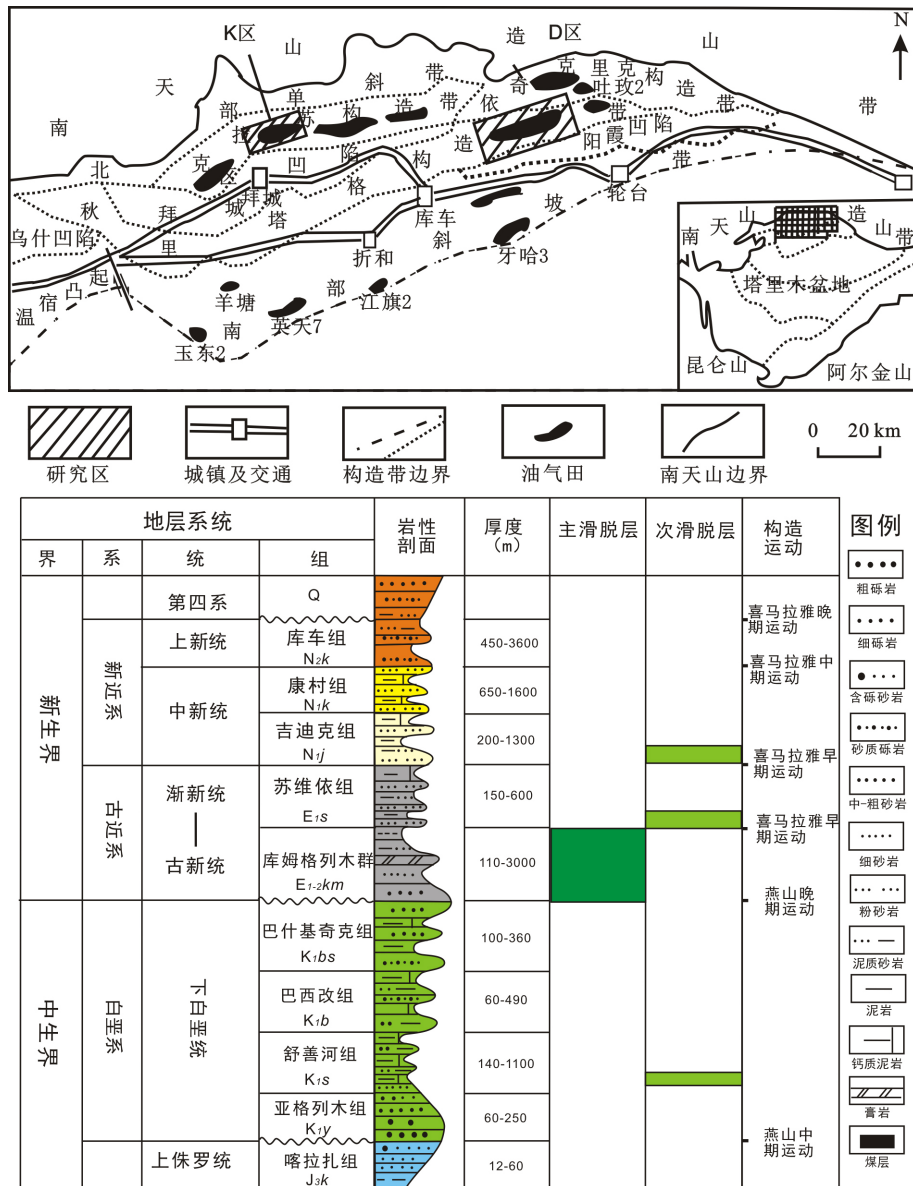 K区
D区
N
南
天
山
造
山
带
北
部
单
斜
带
克
拉
苏
构
造
带
依
奇
克
里
克
构
造
带
吐孜2
阳霞凹陷
乌什凹陷
拜
城
凹
陷
拜城
秋
里
塔
格
构
造
带
库车
轮台
折和
牙哈3
斜
坡
带
温
宿
凸
起
羊塘
英天7
江旗2
玉东2
南
部
南
天
山
造
山
带
塔里木盆地
昆仑山
阿尔金山
研究区
城镇及交通
构造带边界
油气田
南天山边界
0 20 km
地层系统
岩性剖面
厚度(m)
主滑脱层
次滑脱层
构造运动
图例
界
系
统
组
新生界
第四系
Q
喜马拉雅晚期运动
新近系
上新统
库车组
N2k
450-3600
喜马拉雅中期运动
中新统
康村组
N1k
650-1600
吉迪克组
N1j
200-1300
喜马拉雅早期运动
古近系
渐新统
古新统
苏维依组
E1s
150-600
喜马拉雅早期运动
库姆格列木群
E1-2km
110-3000
燕山晚期运动
中生界
白垩系
下白垩统
巴什基奇克组
K1bs
100-360
巴西改组
K1b
60-490
舒善河组
K1s
140-1100
亚格列木组
K1y
60-250
燕山中期运动
上侏罗统
喀拉扎组
J3k
12-60
粗砾岩
细砾岩
含砾砂岩
砂质砾岩
中-粗砂岩
细砂岩
粉砂岩
泥质砂岩
泥岩
钙质泥岩
膏岩
煤层